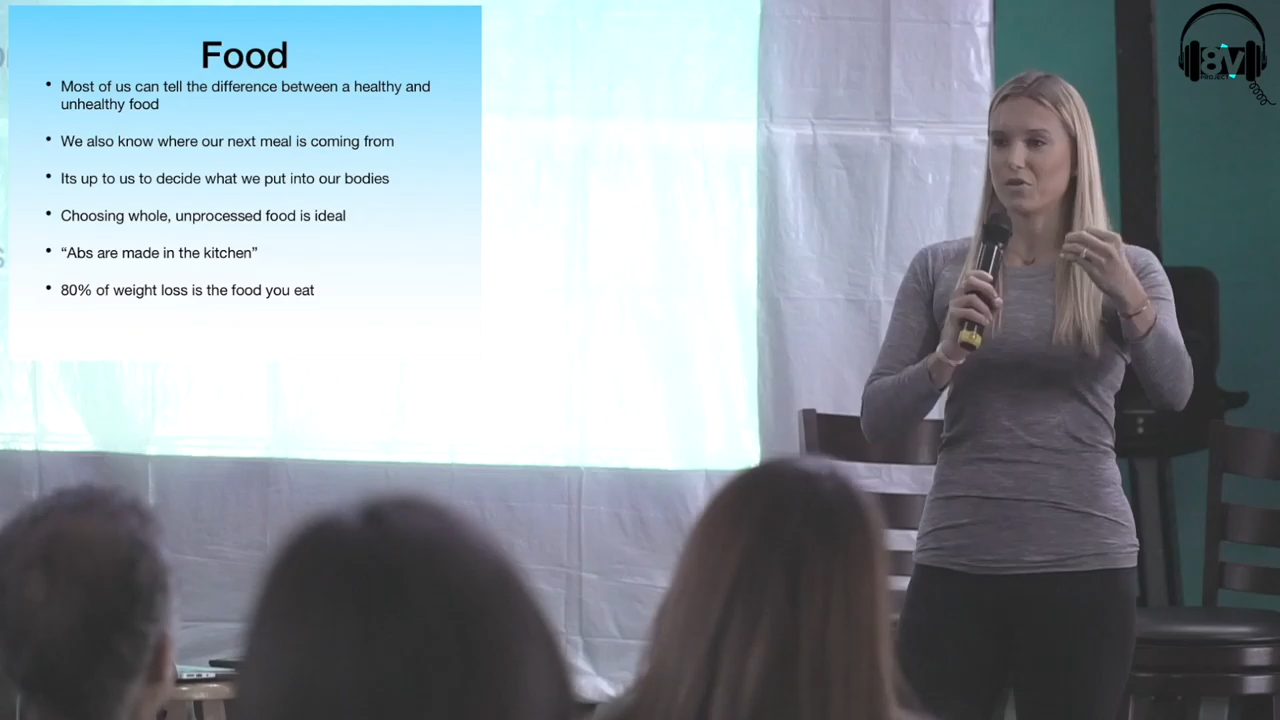 Food
• Most of us can tell the difference between a healthy and
unhealthy food
• We also know where our next meal is coming from
• Its up to us to decide what we put into our bodies
• Choosing whole, unprocessed food is ideal
• “Abs are made in the kitchen”
• 80% of weight loss is the food you eat
8V
PROJECT